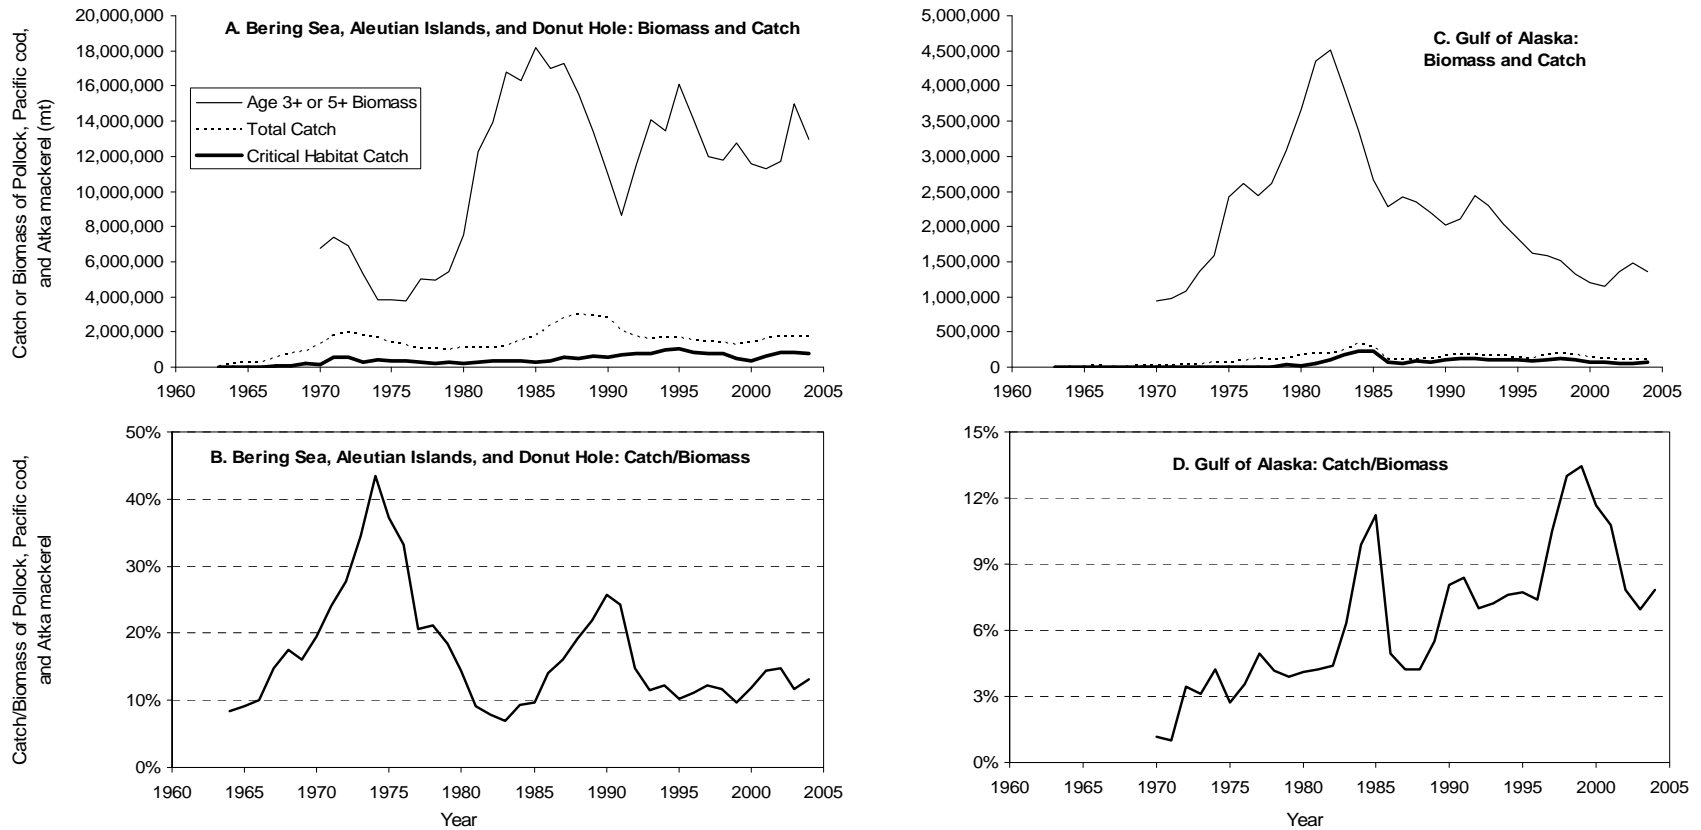 Catch or Biomass of Pollock, Pacific cod,
and Atka mackerel (mt)
A. Bering Sea, Aleutian Islands, and Donut Hole: Biomass and Catch
20,000,000
18,000,000
16,000,000
14,000,000
12,000,000
10,000,000
8,000,000
6,000,000
4,000,000
2,000,000
0
Age 3+ or 5+ Biomass
Total Catch
Critical Habitat Catch
1960 1965 1970 1975 1980 1985 1990 1995 2000 2005
C. Gulf of Alaska:
Biomass and Catch
5,000,000
4,500,000
4,000,000
3,500,000
3,000,000
2,500,000
2,000,000
1,500,000
1,000,000
500,000
0
1960 1965 1970 1975 1980 1985 1990 1995 2000 2005
Catch/Biomass of Pollock, Pacific cod,
and Atka mackerel
B. Bering Sea, Aleutian Islands, and Donut Hole: Catch/Biomass
50%
40%
30%
20%
10%
0%
1960 1965 1970 1975 1980 1985 1990 1995 2000 2005
Year
D. Gulf of Alaska: Catch/Biomass
15%
12%
9%
6%
3%
0%
1960 1965 1970 1975 1980 1985 1990 1995 2000 2005
Year